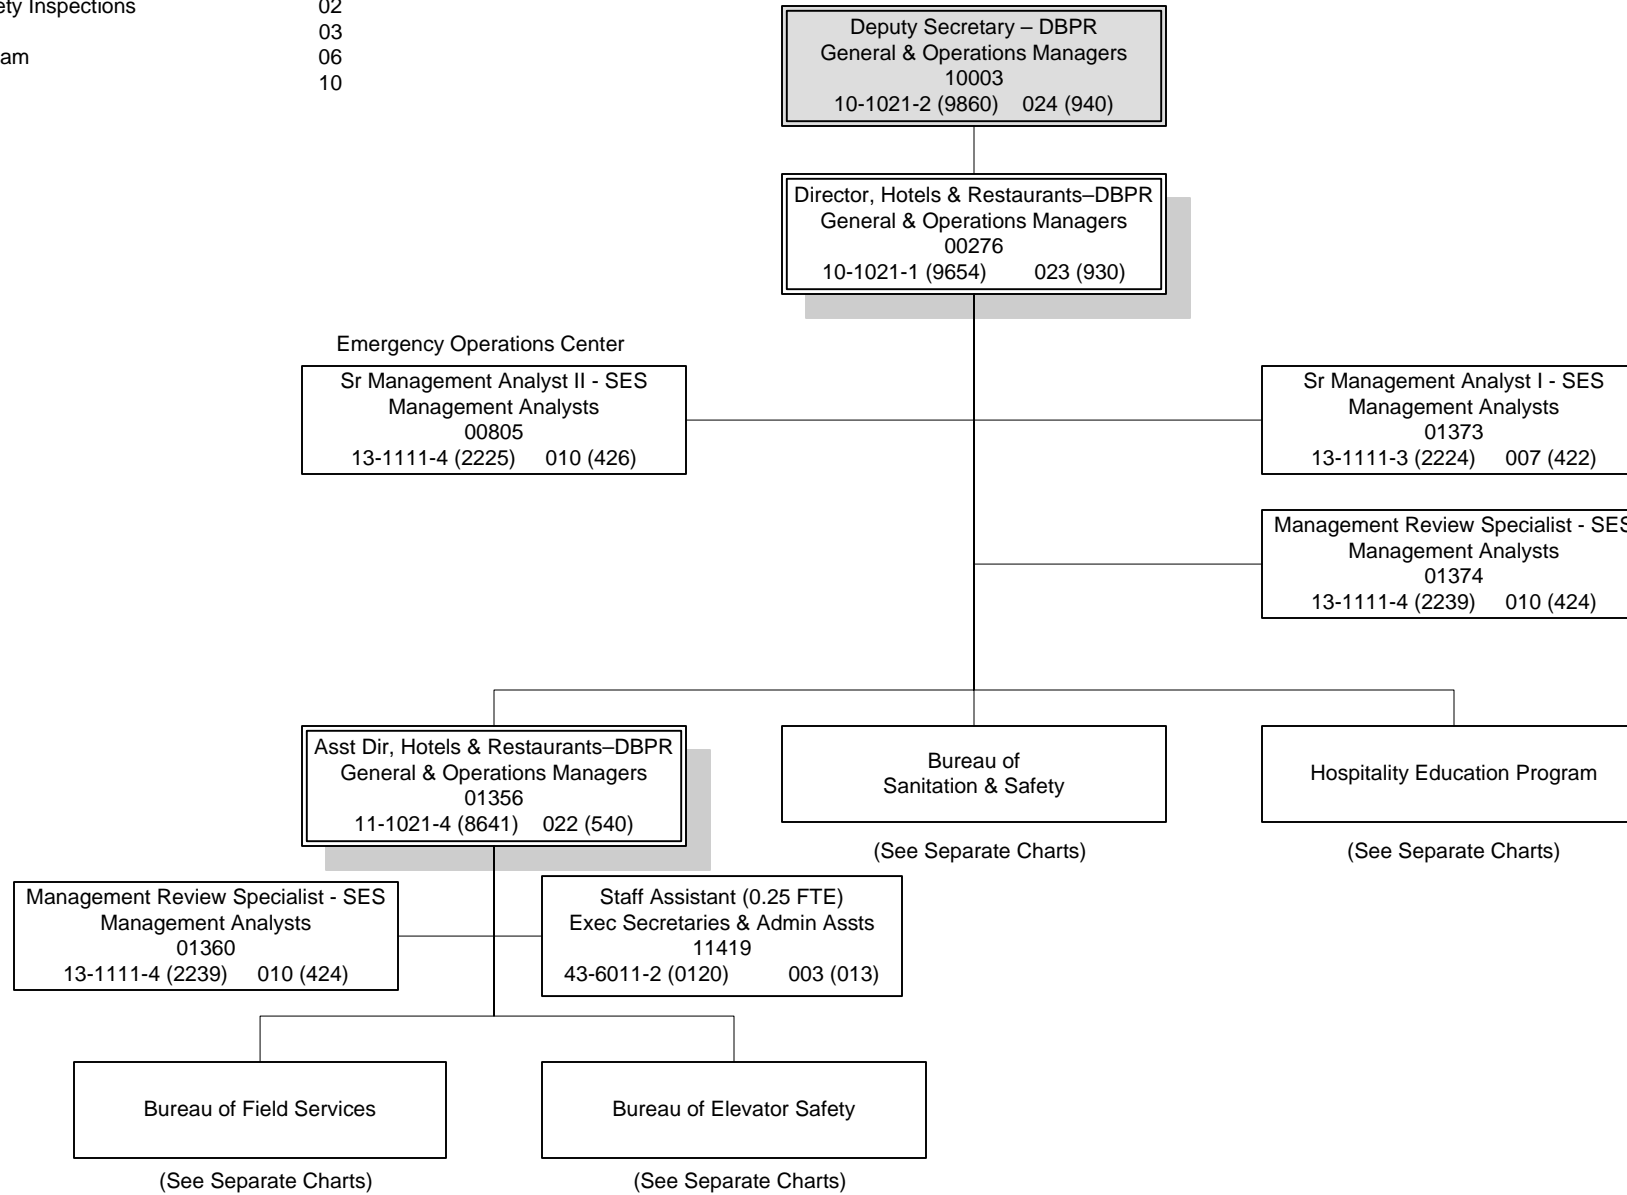 ety Inspections 02
03
am 06
10
Deputy Secretary – DBPR
General & Operations Managers
10003
10-1021-2 (9860) 024 (940)
Director, Hotels & Restaurants–DBPR
General & Operations Managers
00276
10-1021-1 (9654) 023 (930)
Emergency Operations Center
Sr Management Analyst II - SES
Management Analysts
00805
13-1111-4 (2225) 010 (426)
Sr Management Analyst I - SES
Management Analysts
01373
13-1111-3 (2224) 007 (422)
Management Review Specialist - SES
Management Analysts
01374
13-1111-4 (2239) 010 (424)
Asst Dir, Hotels & Restaurants–DBPR
General & Operations Managers
01356
11-1021-4 (8641) 022 (540)
Bureau of
Sanitation & Safety
(See Separate Charts)
Hospitality Education Program
(See Separate Charts)
Management Review Specialist - SES
Management Analysts
01360
13-1111-4 (2239) 010 (424)
Staff Assistant (0.25 FTE)
Exec Secretaries & Admin Assts
11419
43-6011-2 (0120) 003 (013)
Bureau of Field Services
(See Separate Charts)
Bureau of Elevator Safety
(See Separate Charts)